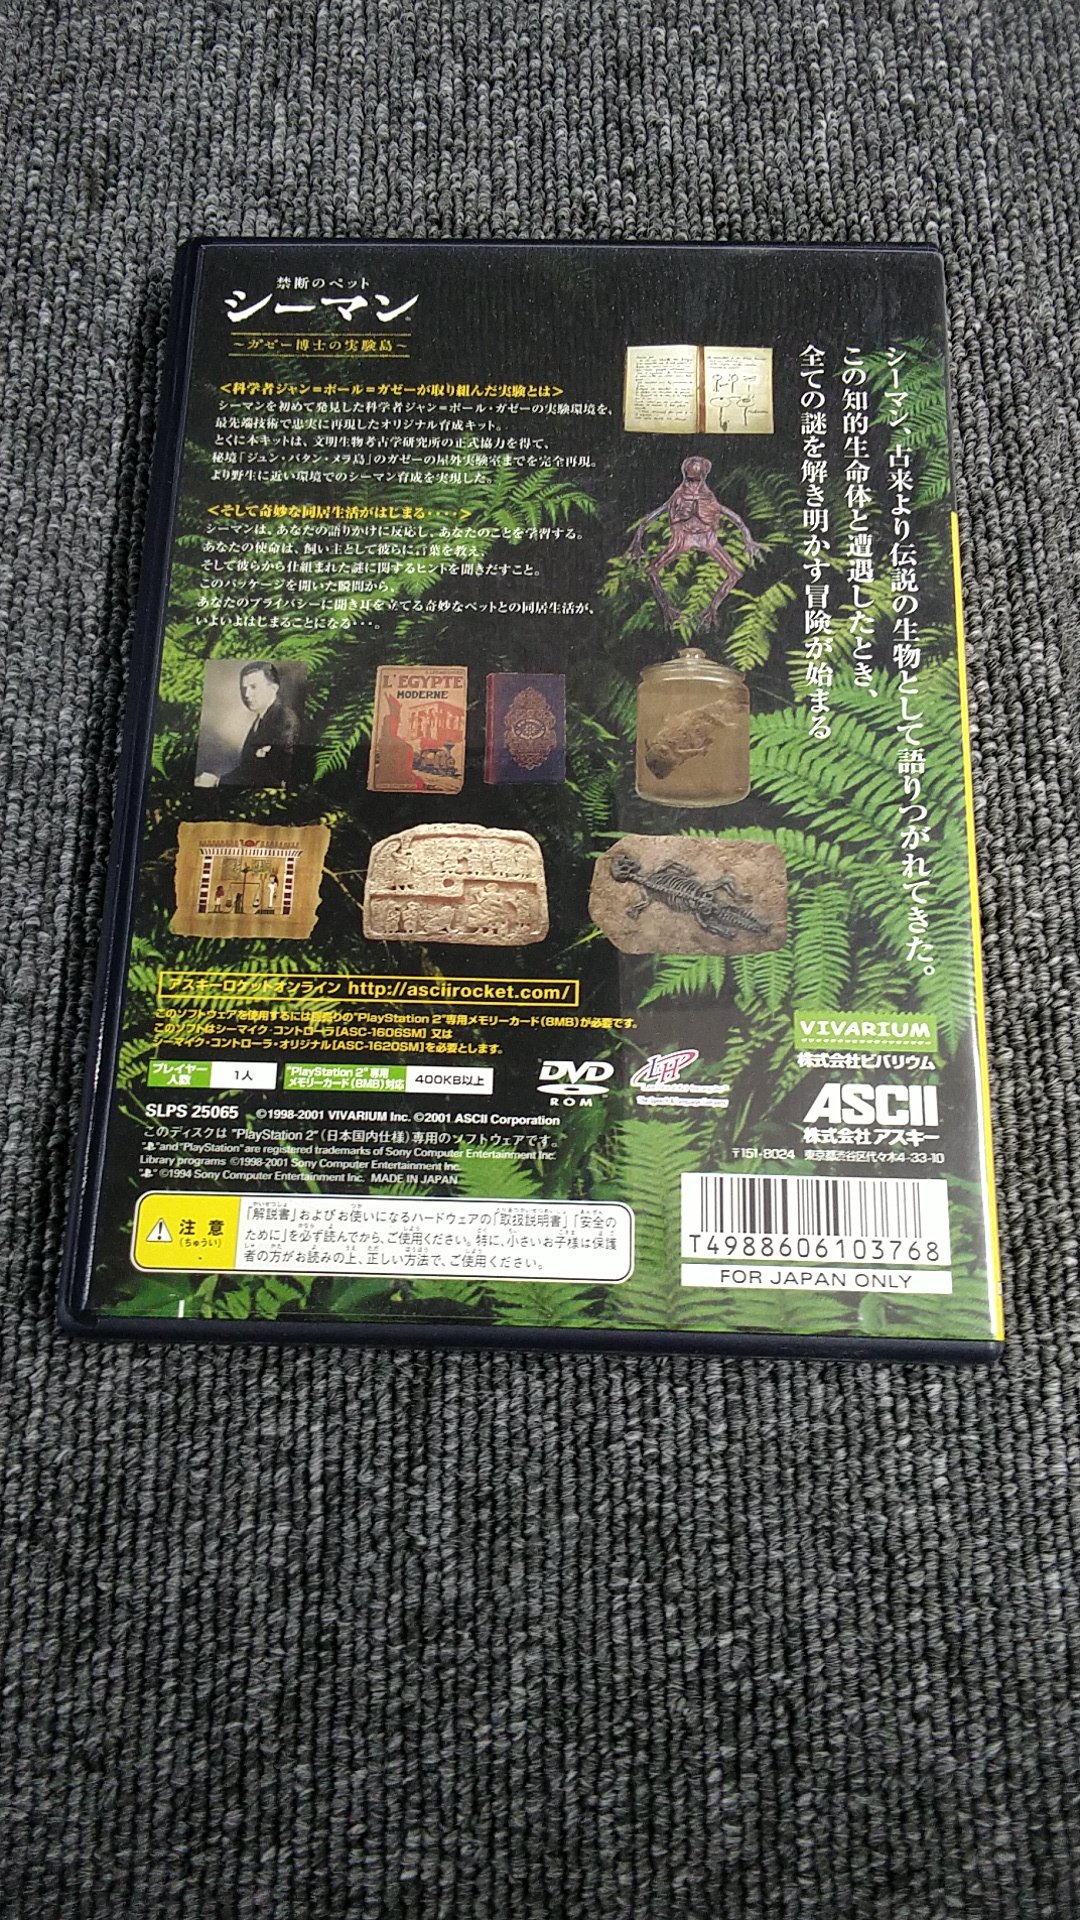 禁断のペット
シーマン
～ガゼー博士の実験島～
＜科学者ジャン＝ポール＝ガゼーが取り組んだ実験とは＞
シーマンを初めて発見した科学者ジャン＝ポール・ガゼーの実験環境を、
最先端技術で忠実に再現したオリジナル育成キット。
とくに本キットは、文明生物考古学研究所の正式協力を得て、
秘境「ジュン・バタン・メラ島」のガゼーの屋外実験室までを完全再現。
より野生に近い環境でのシーマン育成を実現した。
＜そして奇妙な同居生活がはじまる・・・・＞
シーマンは、あなたの語りかけに反応し、あなたのことを学習する。
あなたの使命は、飼い主として彼らに言葉を教え、
そして彼らから仕組まれた謎に関するヒントを聞きだすこと。
このパッケージを開いた瞬間から、
あなたのプライバシーに聞き耳を立てる奇妙なペットとの同居生活が、
いよいよはじまることになる・・・。
シーマン、古来より伝説の生物として語りつがれてきた。
この知的生命体と遭遇したとき、
全ての謎を解き明かす冒険が始まる
L'EGYPTE
MODERNE
アスキーロケットオンライン http://asciirocket.com/
このソフトウェアを使用するには別売りの"PlayStation 2"専用メモリーカード（8MB）が必要です。
このソフトはシーマイク・コントローラ[ASC-1606SM] 又は
シーマイク・コントローラ・オリジナル[ASC-1620SM]を必要とします。
プレイヤー人数 1人
"PlayStation 2"専用メモリーカード（8MB）対応 400KB以上
DVD
ROM
LHP
VIVARIUM
株式会社ビバリウム
ASCII
株式会社アスキー
〒151-8024 東京都渋谷区代々木4-33-10
SLPS 25065 ©1998-2001 VIVARIUM Inc. ©2001 ASCII Corporation
このディスクは "PlayStation 2"（日本国内仕様）専用のソフトウェアです。
and "PlayStation" are registered trademarks of Sony Computer Entertainment Inc.
Library programs ©1998-2001 Sony Computer Entertainment Inc.
©1994 Sony Computer Entertainment Inc. MADE IN JAPAN
注意
（ちゅうい）
「解説書」およびお使いになるハードウェアの「取扱説明書」「安全の
ために」を必ず読んでから、ご使用ください。特に、小さいお子様は保護
者の方がお読みの上、正しい方法で、ご使用ください。
T4988606103768
FOR JAPAN ONLY